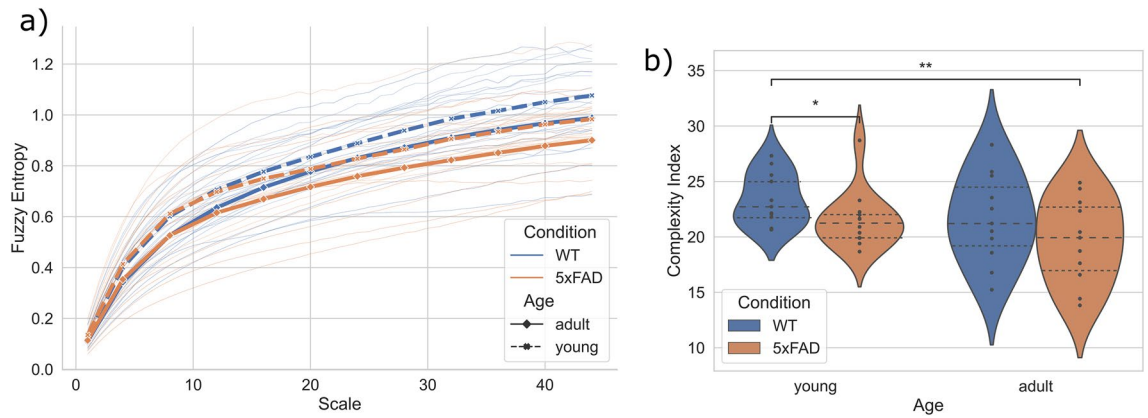 a)
Fuzzy Entropy
1.2
1.0
0.8
0.6
0.4
0.2
0.0
0
10
20
30
40
Scale
Condition
WT
5xFAD
Age
adult
young
b)
Complexity Index
35
30
25
20
15
10
**
*
Condition
WT
5xFAD
young
adult
Age